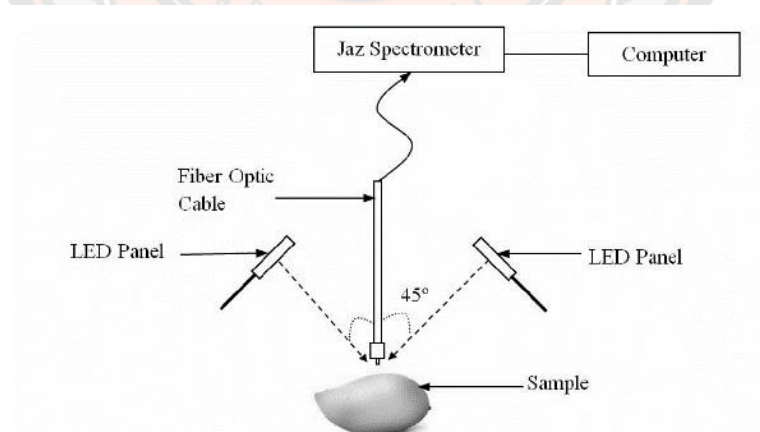 Jaz Spectrometer
Computer
Fiber Optic
Cable
LED Panel
LED Panel
45°
Sample